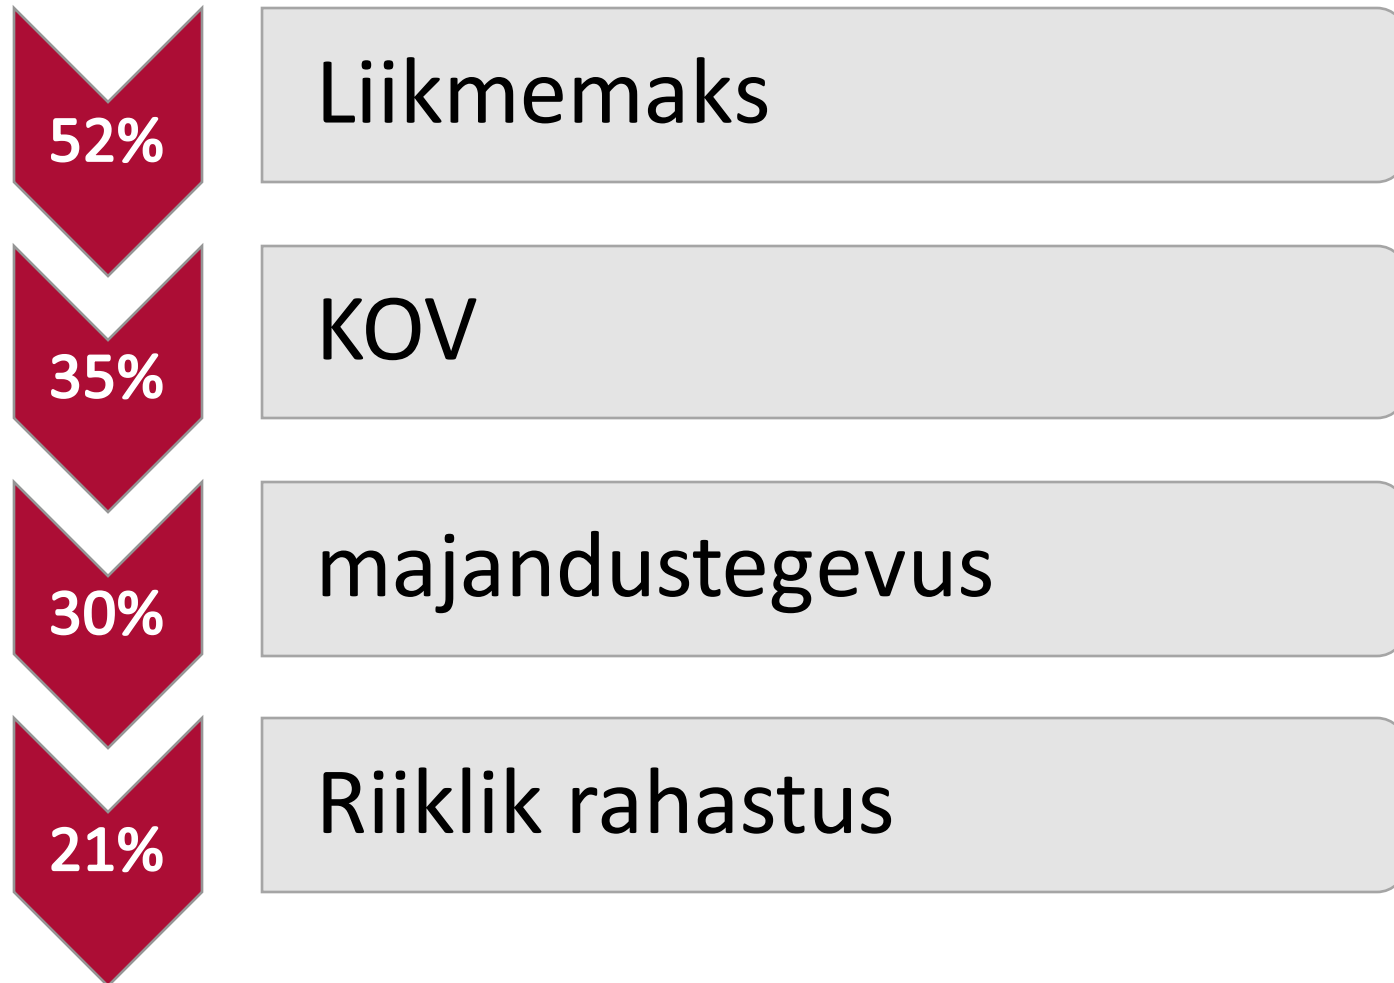 52%
Liikmemaks
35%
KOV
30%
majandustegevus
21%
Riiklik rahastus